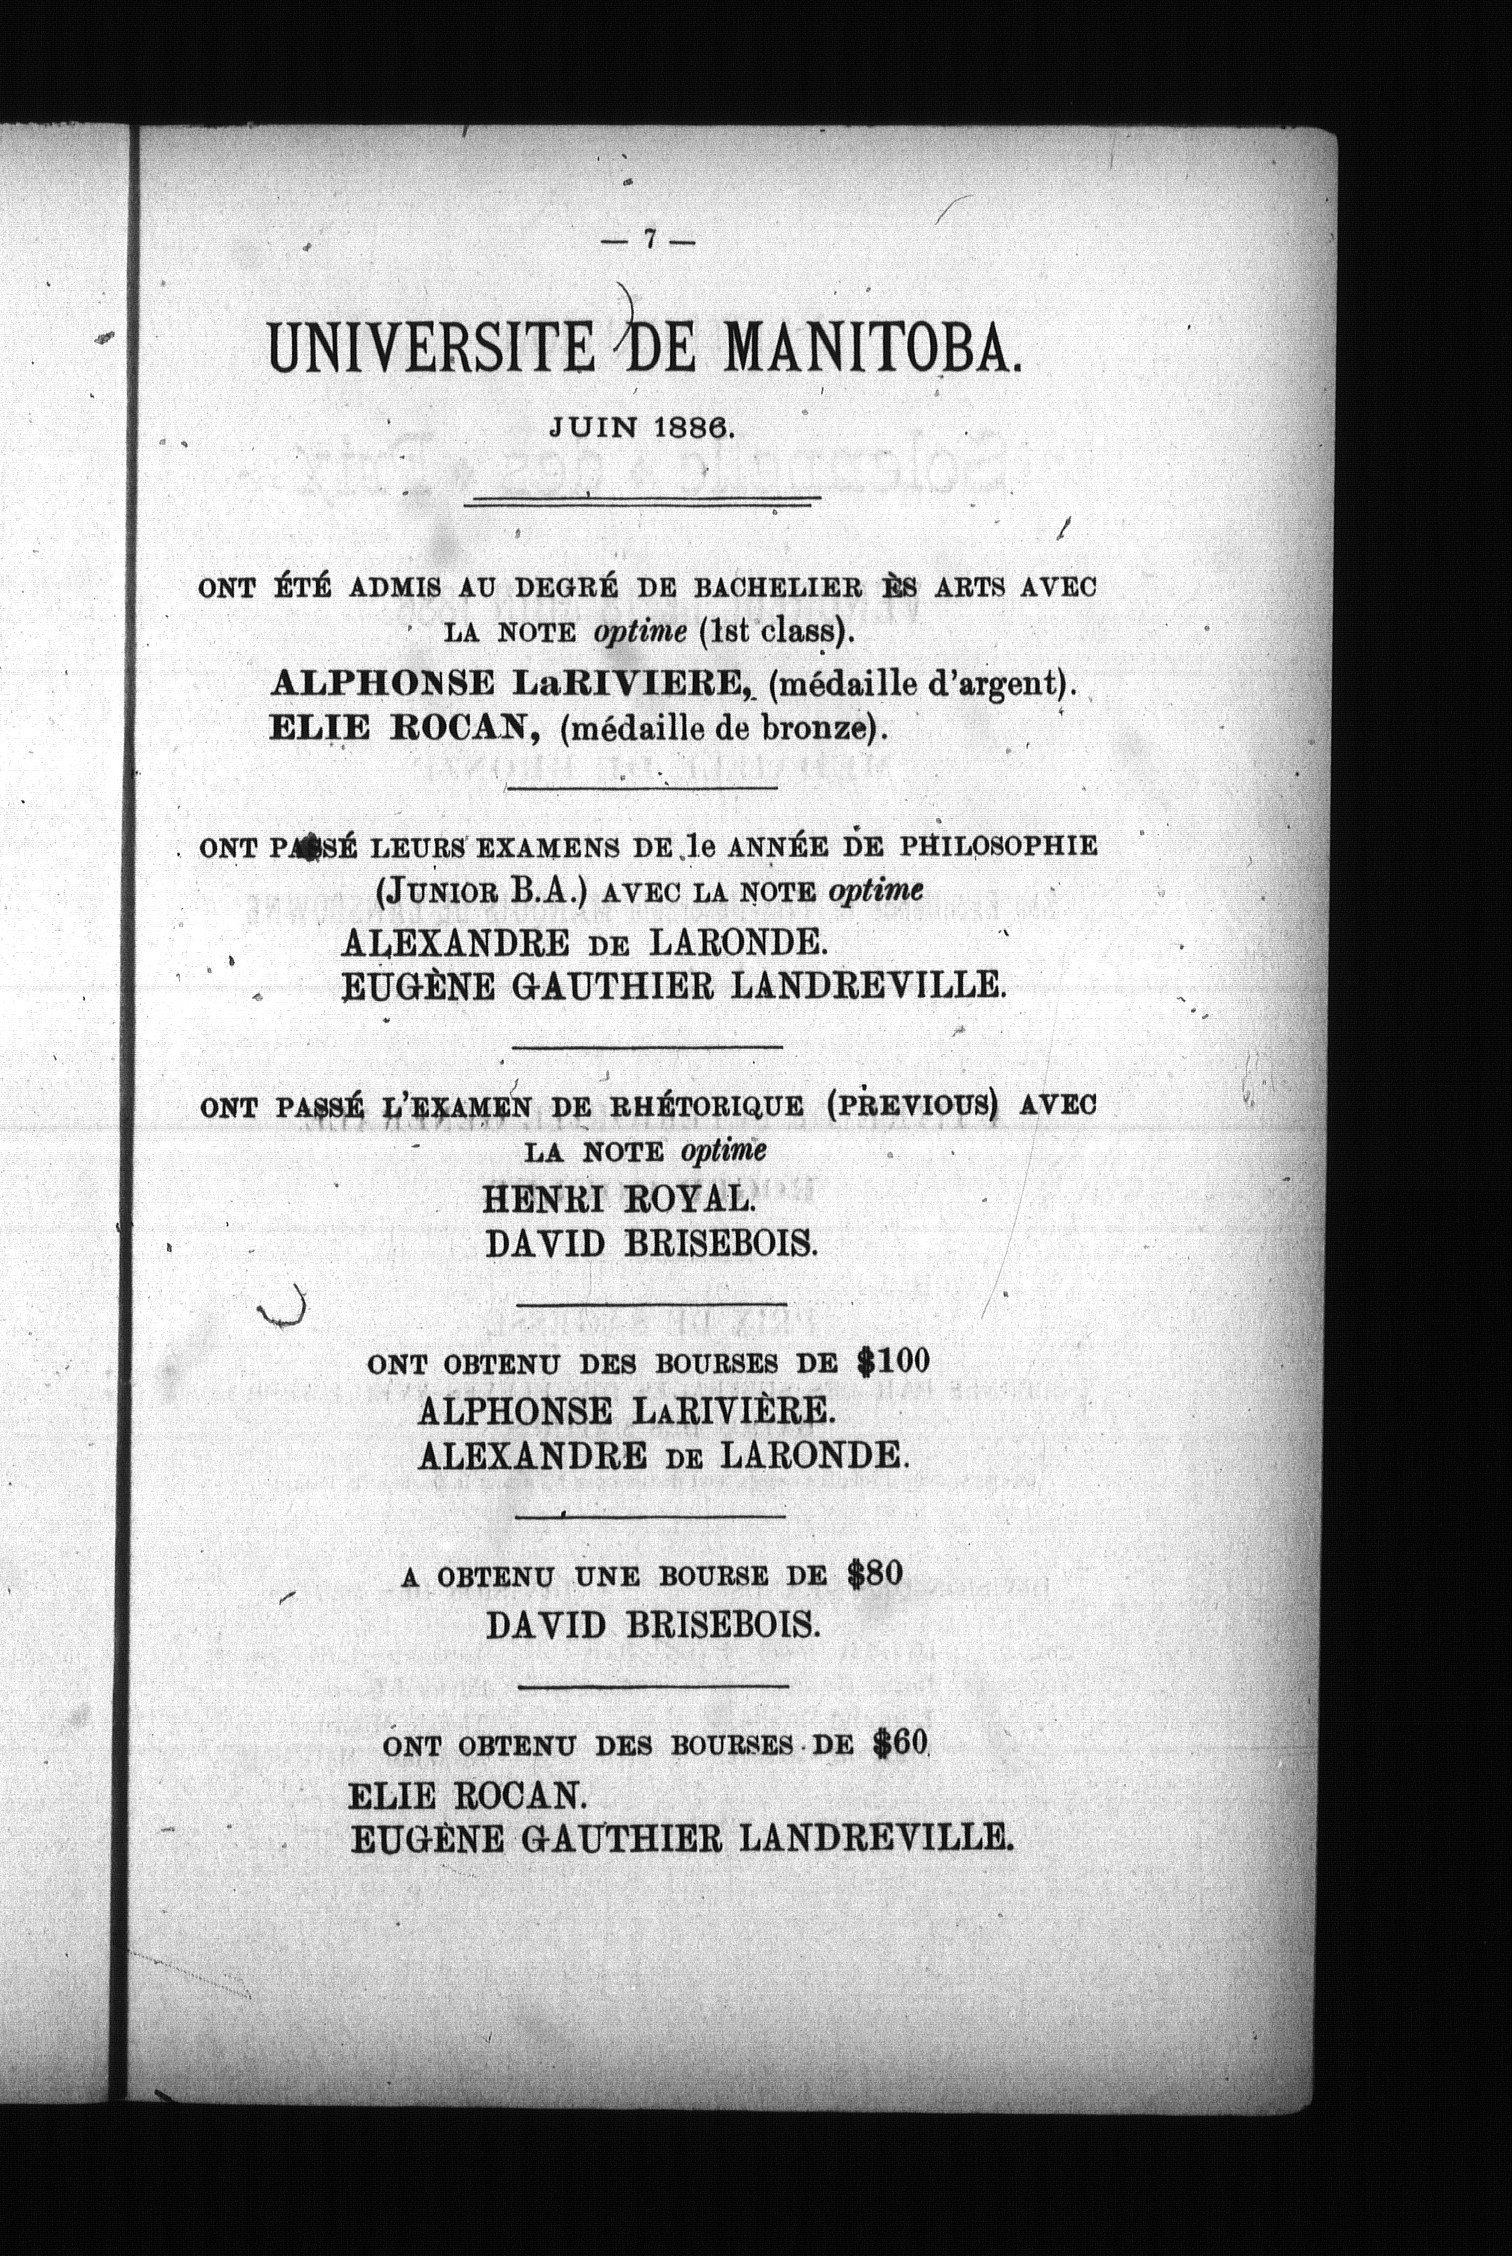 — 7 —
UNIVERSITE DE MANITOBA.
JUIN 1886.
ONT ÉTÉ ADMIS AU DEGRÉ DE BACHELIER ÈS ARTS AVEC
LA NOTE optime (1st class).
ALPHONSE LaRIVIERE, (médaille d'argent).
ELIE ROCAN, (médaille de bronze).
ONT PASSÉ LEURS EXAMENS DE 1e ANNÉE DE PHILOSOPHIE
(JUNIOR B.A.) AVEC LA NOTE optime
ALEXANDRE DE LARONDE.
EUGÈNE GAUTHIER LANDREVILLE.
ONT PASSÉ L'EXAMEN DE RHÉTORIQUE (PREVIOUS) AVEC
LA NOTE optime
HENRI ROYAL.
DAVID BRISEBOIS.
ONT OBTENU DES BOURSES DE $100
ALPHONSE LARIVIÈRE.
ALEXANDRE DE LARONDE.
A OBTENU UNE BOURSE DE $80
DAVID BRISEBOIS.
ONT OBTENU DES BOURSES DE $60
ELIE ROCAN.
EUGÈNE GAUTHIER LANDREVILLE.